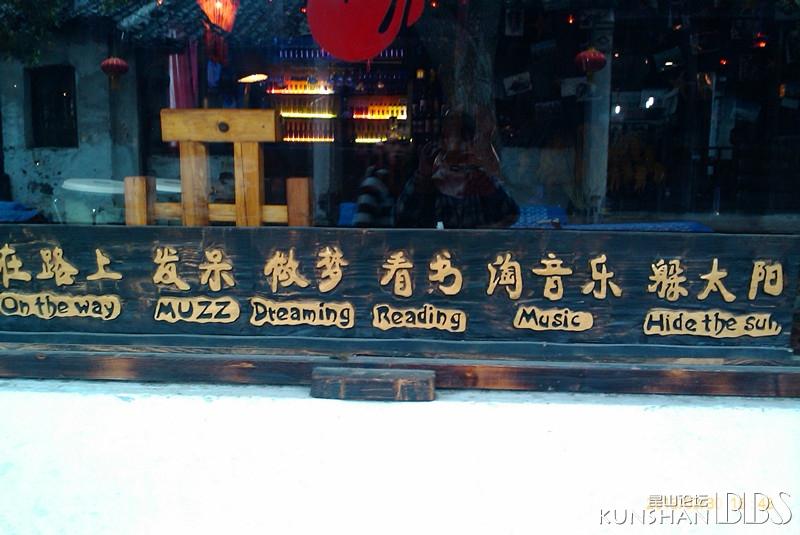 在路上 发呆 做梦 看书 淘音乐 躲太阳
On the way MUZZ Dreaming Reading Music Hide the sun
昆山论坛
KUNSHAN BBS